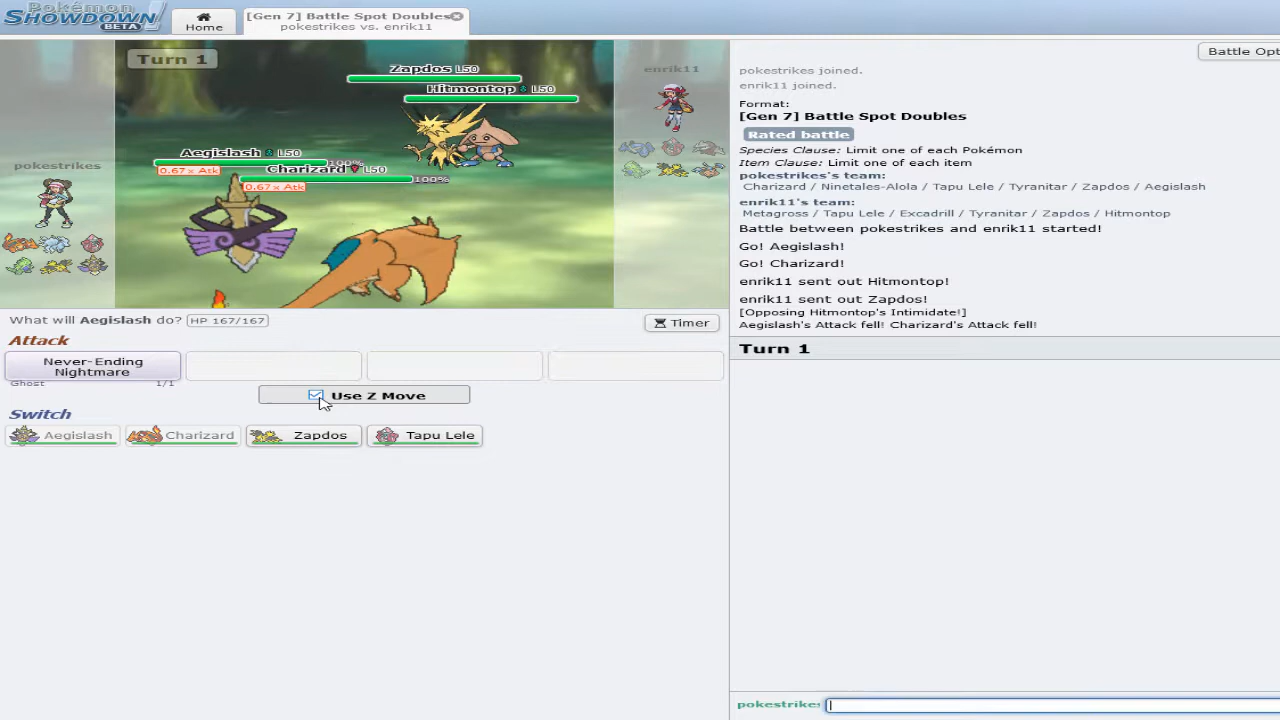 Pokémon
SHOWDOWN
BETA
Home
[Gen 7] Battle Spot Doubles
pokestrikes vs. enrik11
Turn 1
Zapdos L50
Hitmontop L50
enrik11
pokestrikes
Aegislash L50
100%
0.67× Atk
Charizard L50
100%
0.67× Atk
What will Aegislash do? HP 167/167
Timer
Attack
Never-Ending
Nightmare
Ghost 1/1
Use Z Move
Switch
Aegislash Charizard Zapdos Tapu Lele
Battle Opt
pokestrikes joined.
enrik11 joined.
Format:
[Gen 7] Battle Spot Doubles
Rated battle
Species Clause: Limit one of each Pokémon
Item Clause: Limit one of each item
pokestrikes's team:
Charizard / Ninetales-Alola / Tapu Lele / Tyranitar / Zapdos / Aegislash
enrik11's team:
Metagross / Tapu Lele / Excadrill / Tyranitar / Zapdos / Hitmontop
Battle between pokestrikes and enrik11 started!
Go! Aegislash!
Go! Charizard!
enrik11 sent out Hitmontop!
enrik11 sent out Zapdos!
[Opposing Hitmontop's Intimidate!]
Aegislash's Attack fell! Charizard's Attack fell!
Turn 1
pokestrikes: